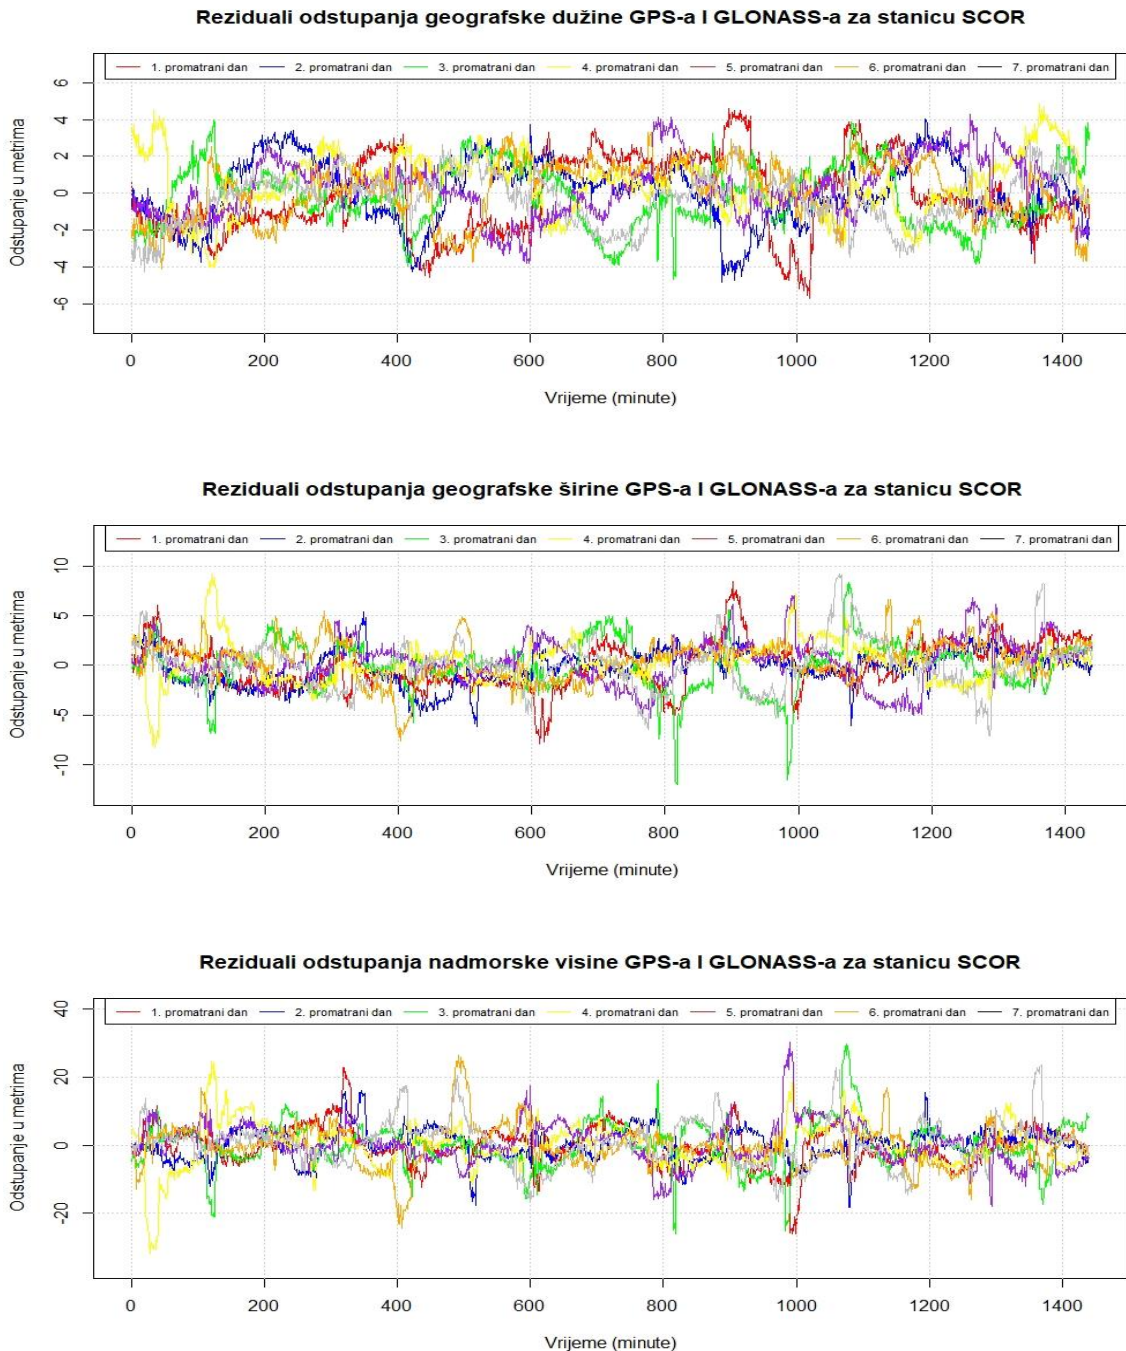 Reziduali odstupanja geografske dužine GPS-a I GLONASS-a za stanicu SCOR
1. promatrani dan 2. promatrani dan 3. promatrani dan 4. promatrani dan 5. promatrani dan 6. promatrani dan 7. promatrani dan
Odstupanje u metrima
6
4
2
0
-2
-4
-6
0 200 400 600 800 1000 1200 1400
Vrijeme (minute)
Reziduali odstupanja geografske širine GPS-a I GLONASS-a za stanicu SCOR
1. promatrani dan 2. promatrani dan 3. promatrani dan 4. promatrani dan 5. promatrani dan 6. promatrani dan 7. promatrani dan
Odstupanje u metrima
10
5
0
-5
-10
0 200 400 600 800 1000 1200 1400
Vrijeme (minute)
Reziduali odstupanja nadmorske visine GPS-a I GLONASS-a za stanicu SCOR
1. promatrani dan 2. promatrani dan 3. promatrani dan 4. promatrani dan 5. promatrani dan 6. promatrani dan 7. promatrani dan
Odstupanje u metrima
40
20
0
-20
0 200 400 600 800 1000 1200 1400
Vrijeme (minute)